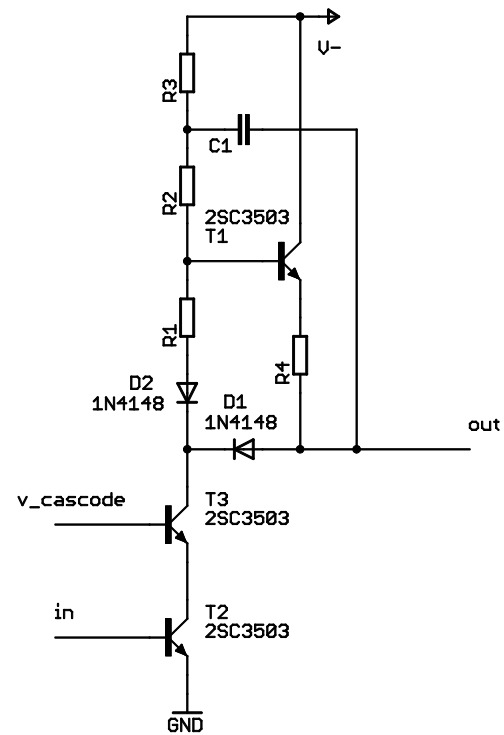 V-
R3
C1
R2
2SC3503
T1
R1
R4
D2
1N4148
D1
1N4148
out
v_cascode
T3
2SC3503
in
T2
2SC3503
GND